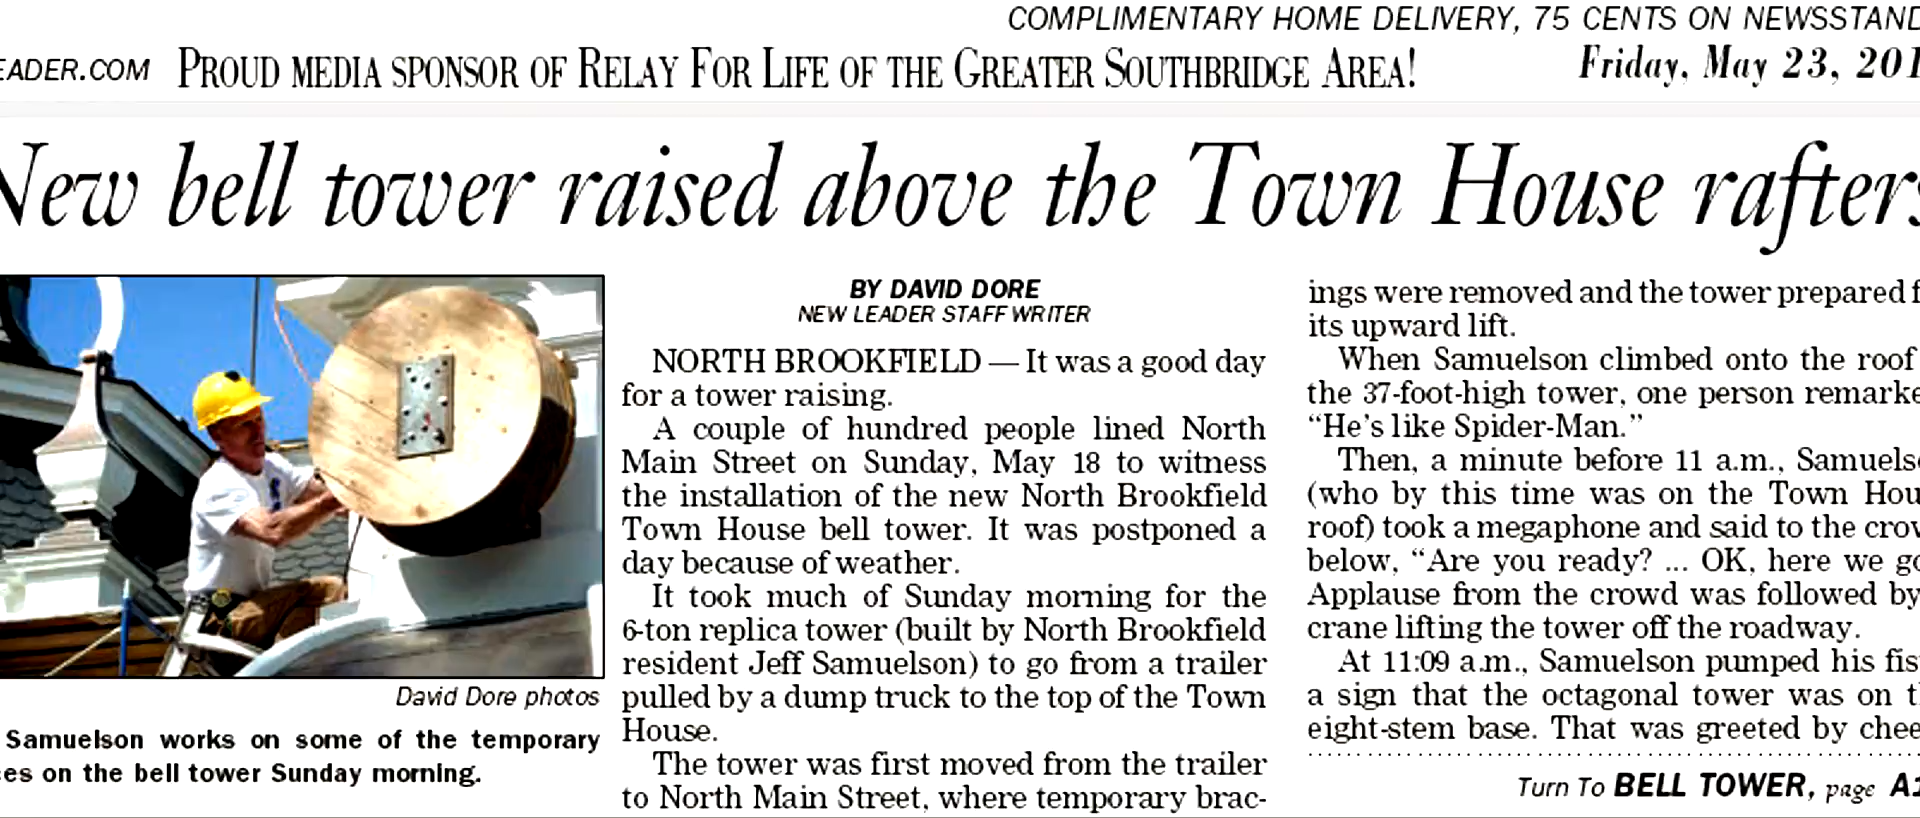 COMPLIMENTARY HOME DELIVERY, 75 CENTS ON NEWSSTAND
EADER.COM PROUD MEDIA SPONSOR OF RELAY FOR LIFE OF THE GREATER SOUTHBRIDGE AREA! Friday, May 23, 201
New bell tower raised above the Town House rafters
David Dore photos
Samuelson works on some of the temporary
es on the bell tower Sunday morning.
BY DAVID DORE
NEW LEADER STAFF WRITER
NORTH BROOKFIELD — It was a good day
for a tower raising.
A couple of hundred people lined North
Main Street on Sunday, May 18 to witness
the installation of the new North Brookfield
Town House bell tower. It was postponed a
day because of weather.
It took much of Sunday morning for the
6-ton replica tower (built by North Brookfield
resident Jeff Samuelson) to go from a trailer
pulled by a dump truck to the top of the Town
House.
The tower was first moved from the trailer
to North Main Street, where temporary brac-
ings were removed and the tower prepared f
its upward lift.
When Samuelson climbed onto the roof
the 37-foot-high tower, one person remarke
“He’s like Spider-Man.”
Then, a minute before 11 a.m., Samuels
(who by this time was on the Town Hou
roof) took a megaphone and said to the crow
below, “Are you ready? ... OK, here we go
Applause from the crowd was followed by
crane lifting the tower off the roadway.
At 11:09 a.m., Samuelson pumped his fis
a sign that the octagonal tower was on t
eight-stem base. That was greeted by chee
Turn To BELL TOWER, page A1